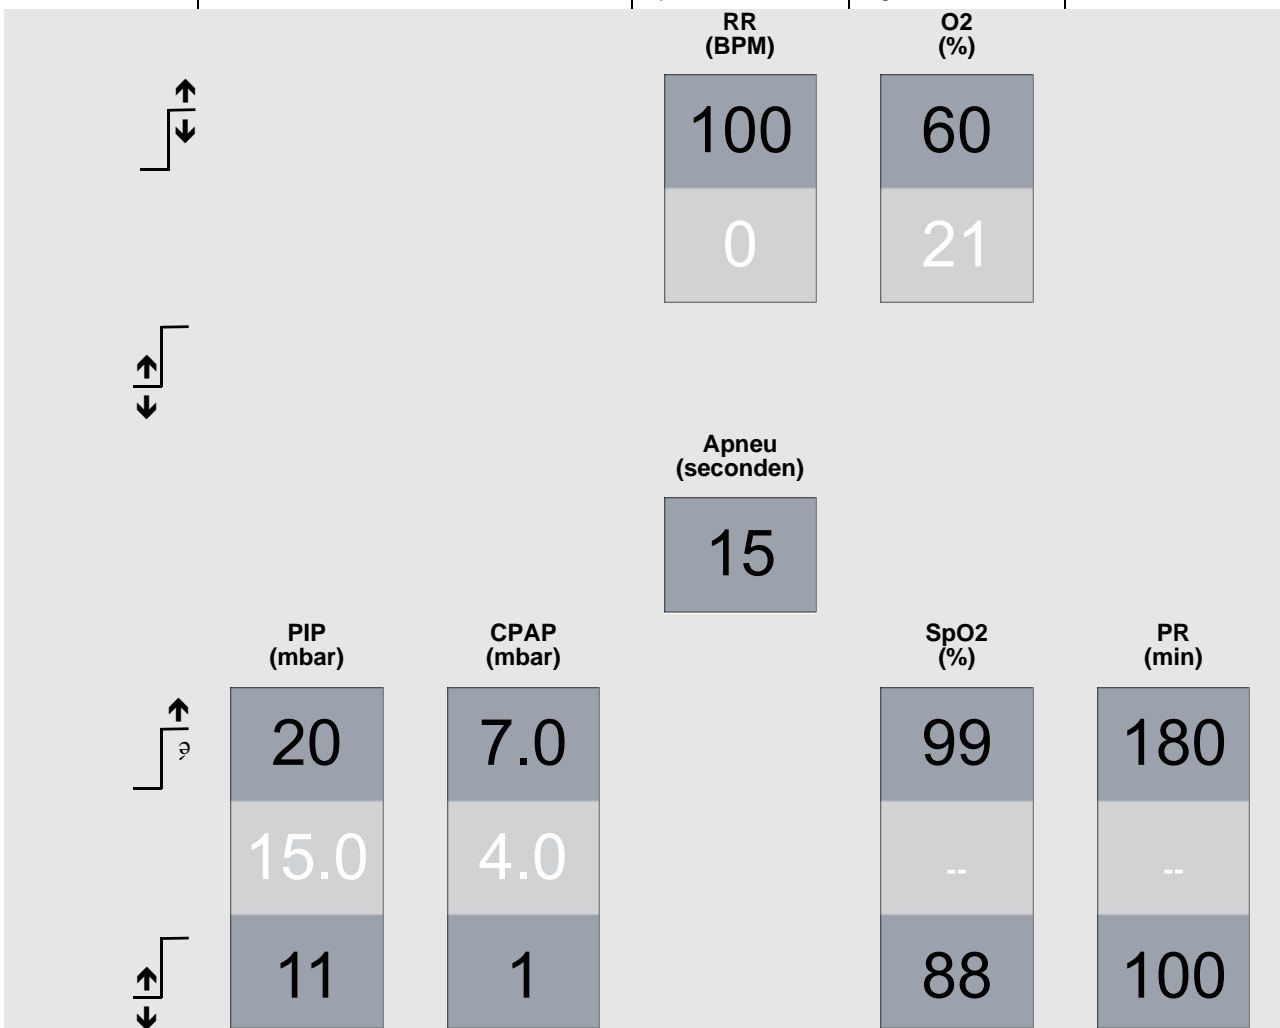 RR
(BPM)
O2
(%)
100
60
0
21
Apneu
(seconden)
15
PIP
(mbar)
CPAP
(mbar)
SpO2
(%)
PR
(min)
20
7.0
99
180
é
15.0
4.0
--
--
11
1
88
100